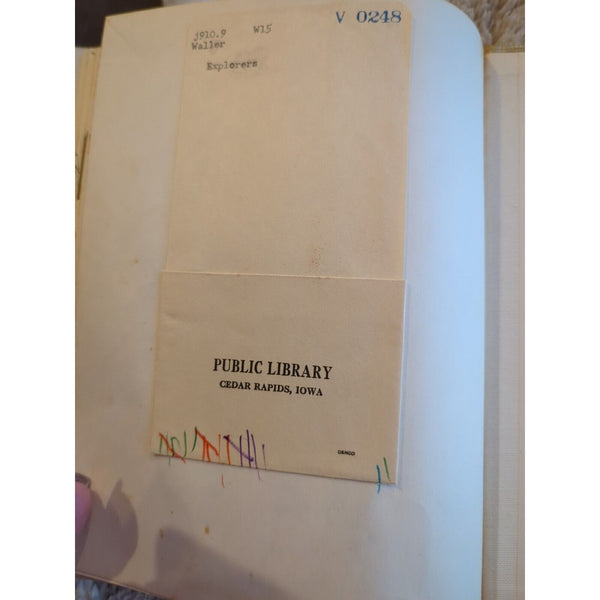 V 0248
j910.9 W15
Waller
Explorers
PUBLIC LIBRARY
CEDAR RAPIDS, IOWA
DEMCO